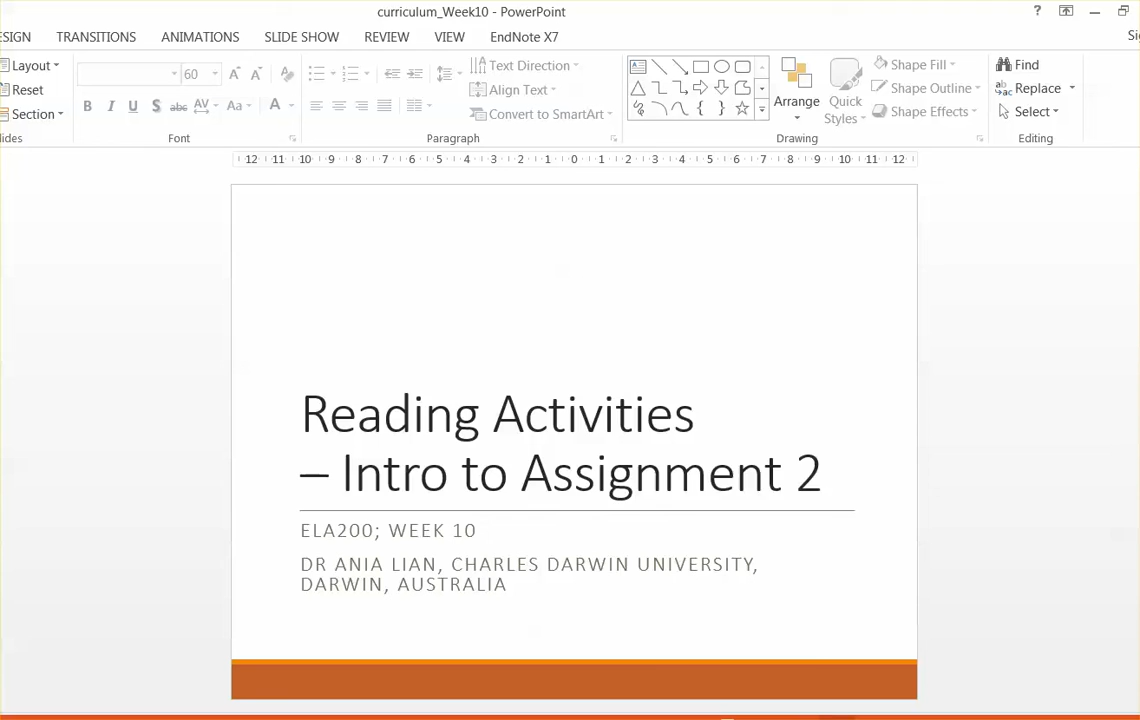 curriculum_Week10 - PowerPoint
?
SIGN TRANSITIONS ANIMATIONS SLIDE SHOW REVIEW VIEW EndNote X7 Sig
Layout 60 Text Direction Shape Fill Find
Reset Align Text Arrange Quick Styles Shape Outline Replace
Section B I U S abc AV Aa A Convert to SmartArt Shape Effects Select
lides Font Paragraph Drawing Editing
12 11 10 9 8 7 6 5 4 3 2 1 0 1 2 3 4 5 6 7 8 9 10 11 12
Reading Activities
– Intro to Assignment 2
ELA200; WEEK 10
DR ANIA LIAN, CHARLES DARWIN UNIVERSITY,
DARWIN, AUSTRALIA